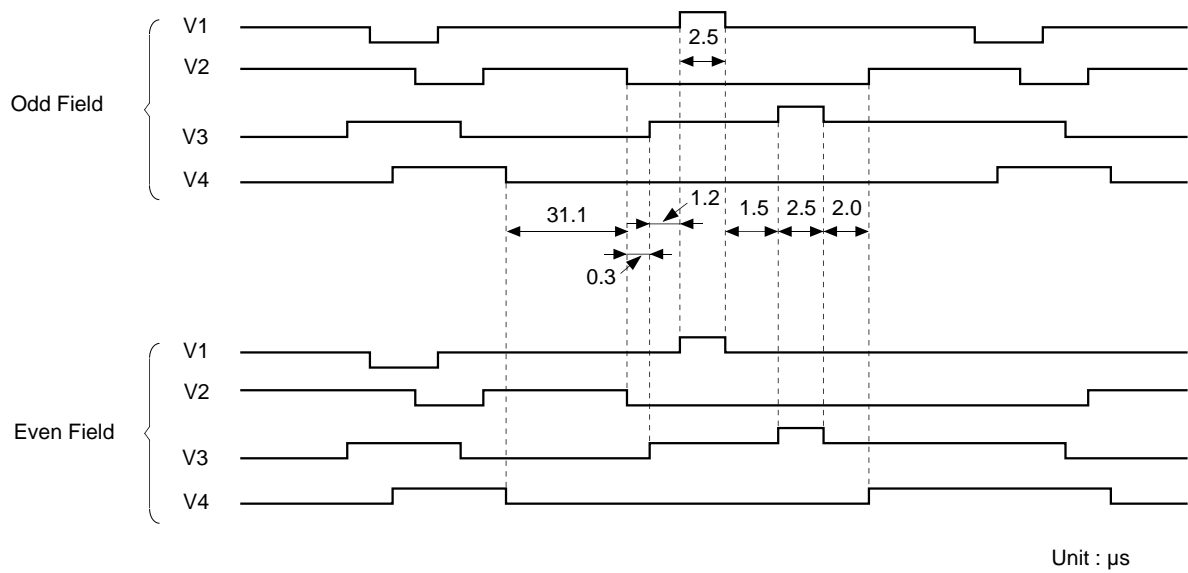 V1
2.5
V2
Odd Field
V3
V4
31.1
1.2
1.5
2.5
2.0
0.3
V1
V2
Even Field
V3
V4
Unit : μs